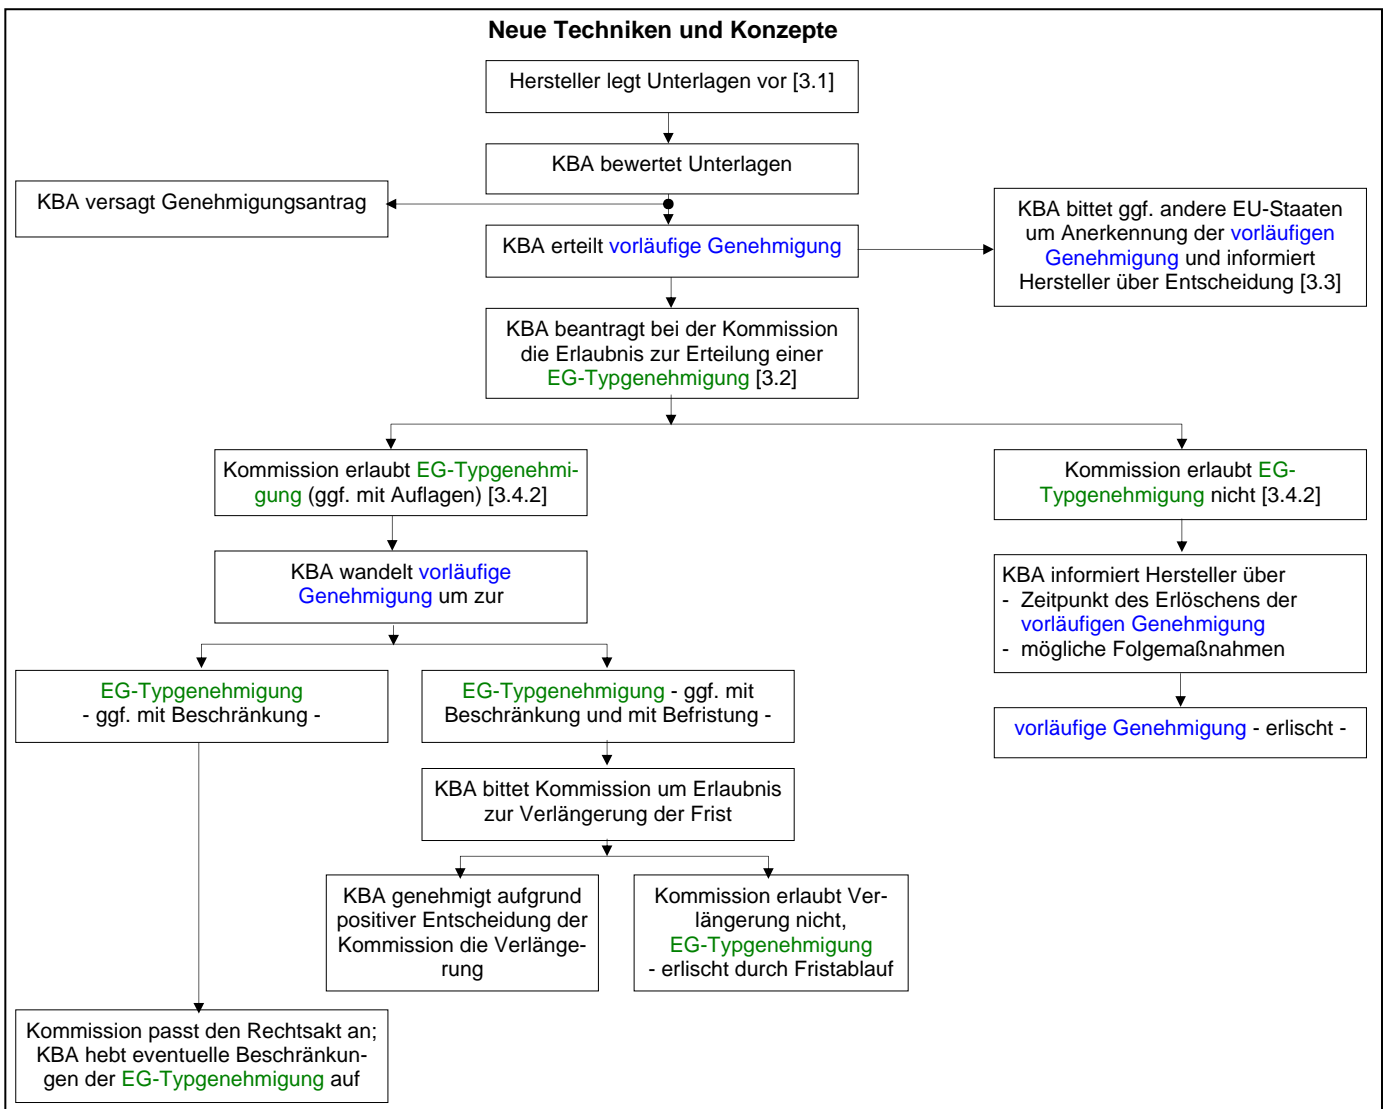 Neue Techniken und Konzepte
Hersteller legt Unterlagen vor [3.1]
KBA bewertet Unterlagen
KBA versagt Genehmigungsantrag
KBA erteilt vorläufige Genehmigung
KBA bittet ggf. andere EU-Staaten
um Anerkennung der vorläufigen
Genehmigung und informiert
Hersteller über Entscheidung [3.3]
KBA beantragt bei der Kommission
die Erlaubnis zur Erteilung einer
EG-Typgenehmigung [3.2]
Kommission erlaubt EG-Typgenehmi-
gung (ggf. mit Auflagen) [3.4.2]
Kommission erlaubt EG-
Typgenehmigung nicht [3.4.2]
KBA wandelt vorläufige
Genehmigung um zur
KBA informiert Hersteller über
- Zeitpunkt des Erlöschens der
vorläufigen Genehmigung
- mögliche Folgemaßnahmen
EG-Typgenehmigung
- ggf. mit Beschränkung -
EG-Typgenehmigung - ggf. mit
Beschränkung und mit Befristung -
vorläufige Genehmigung - erlischt -
KBA bittet Kommission um Erlaubnis
zur Verlängerung der Frist
KBA genehmigt aufgrund
positiver Entscheidung der
Kommission die Verlänge-
rung
Kommission erlaubt Ver-
längerung nicht,
EG-Typgenehmigung
- erlischt durch Fristablauf
Kommission passt den Rechtsakt an;
KBA hebt eventuelle Beschränkun-
gen der EG-Typgenehmigung auf